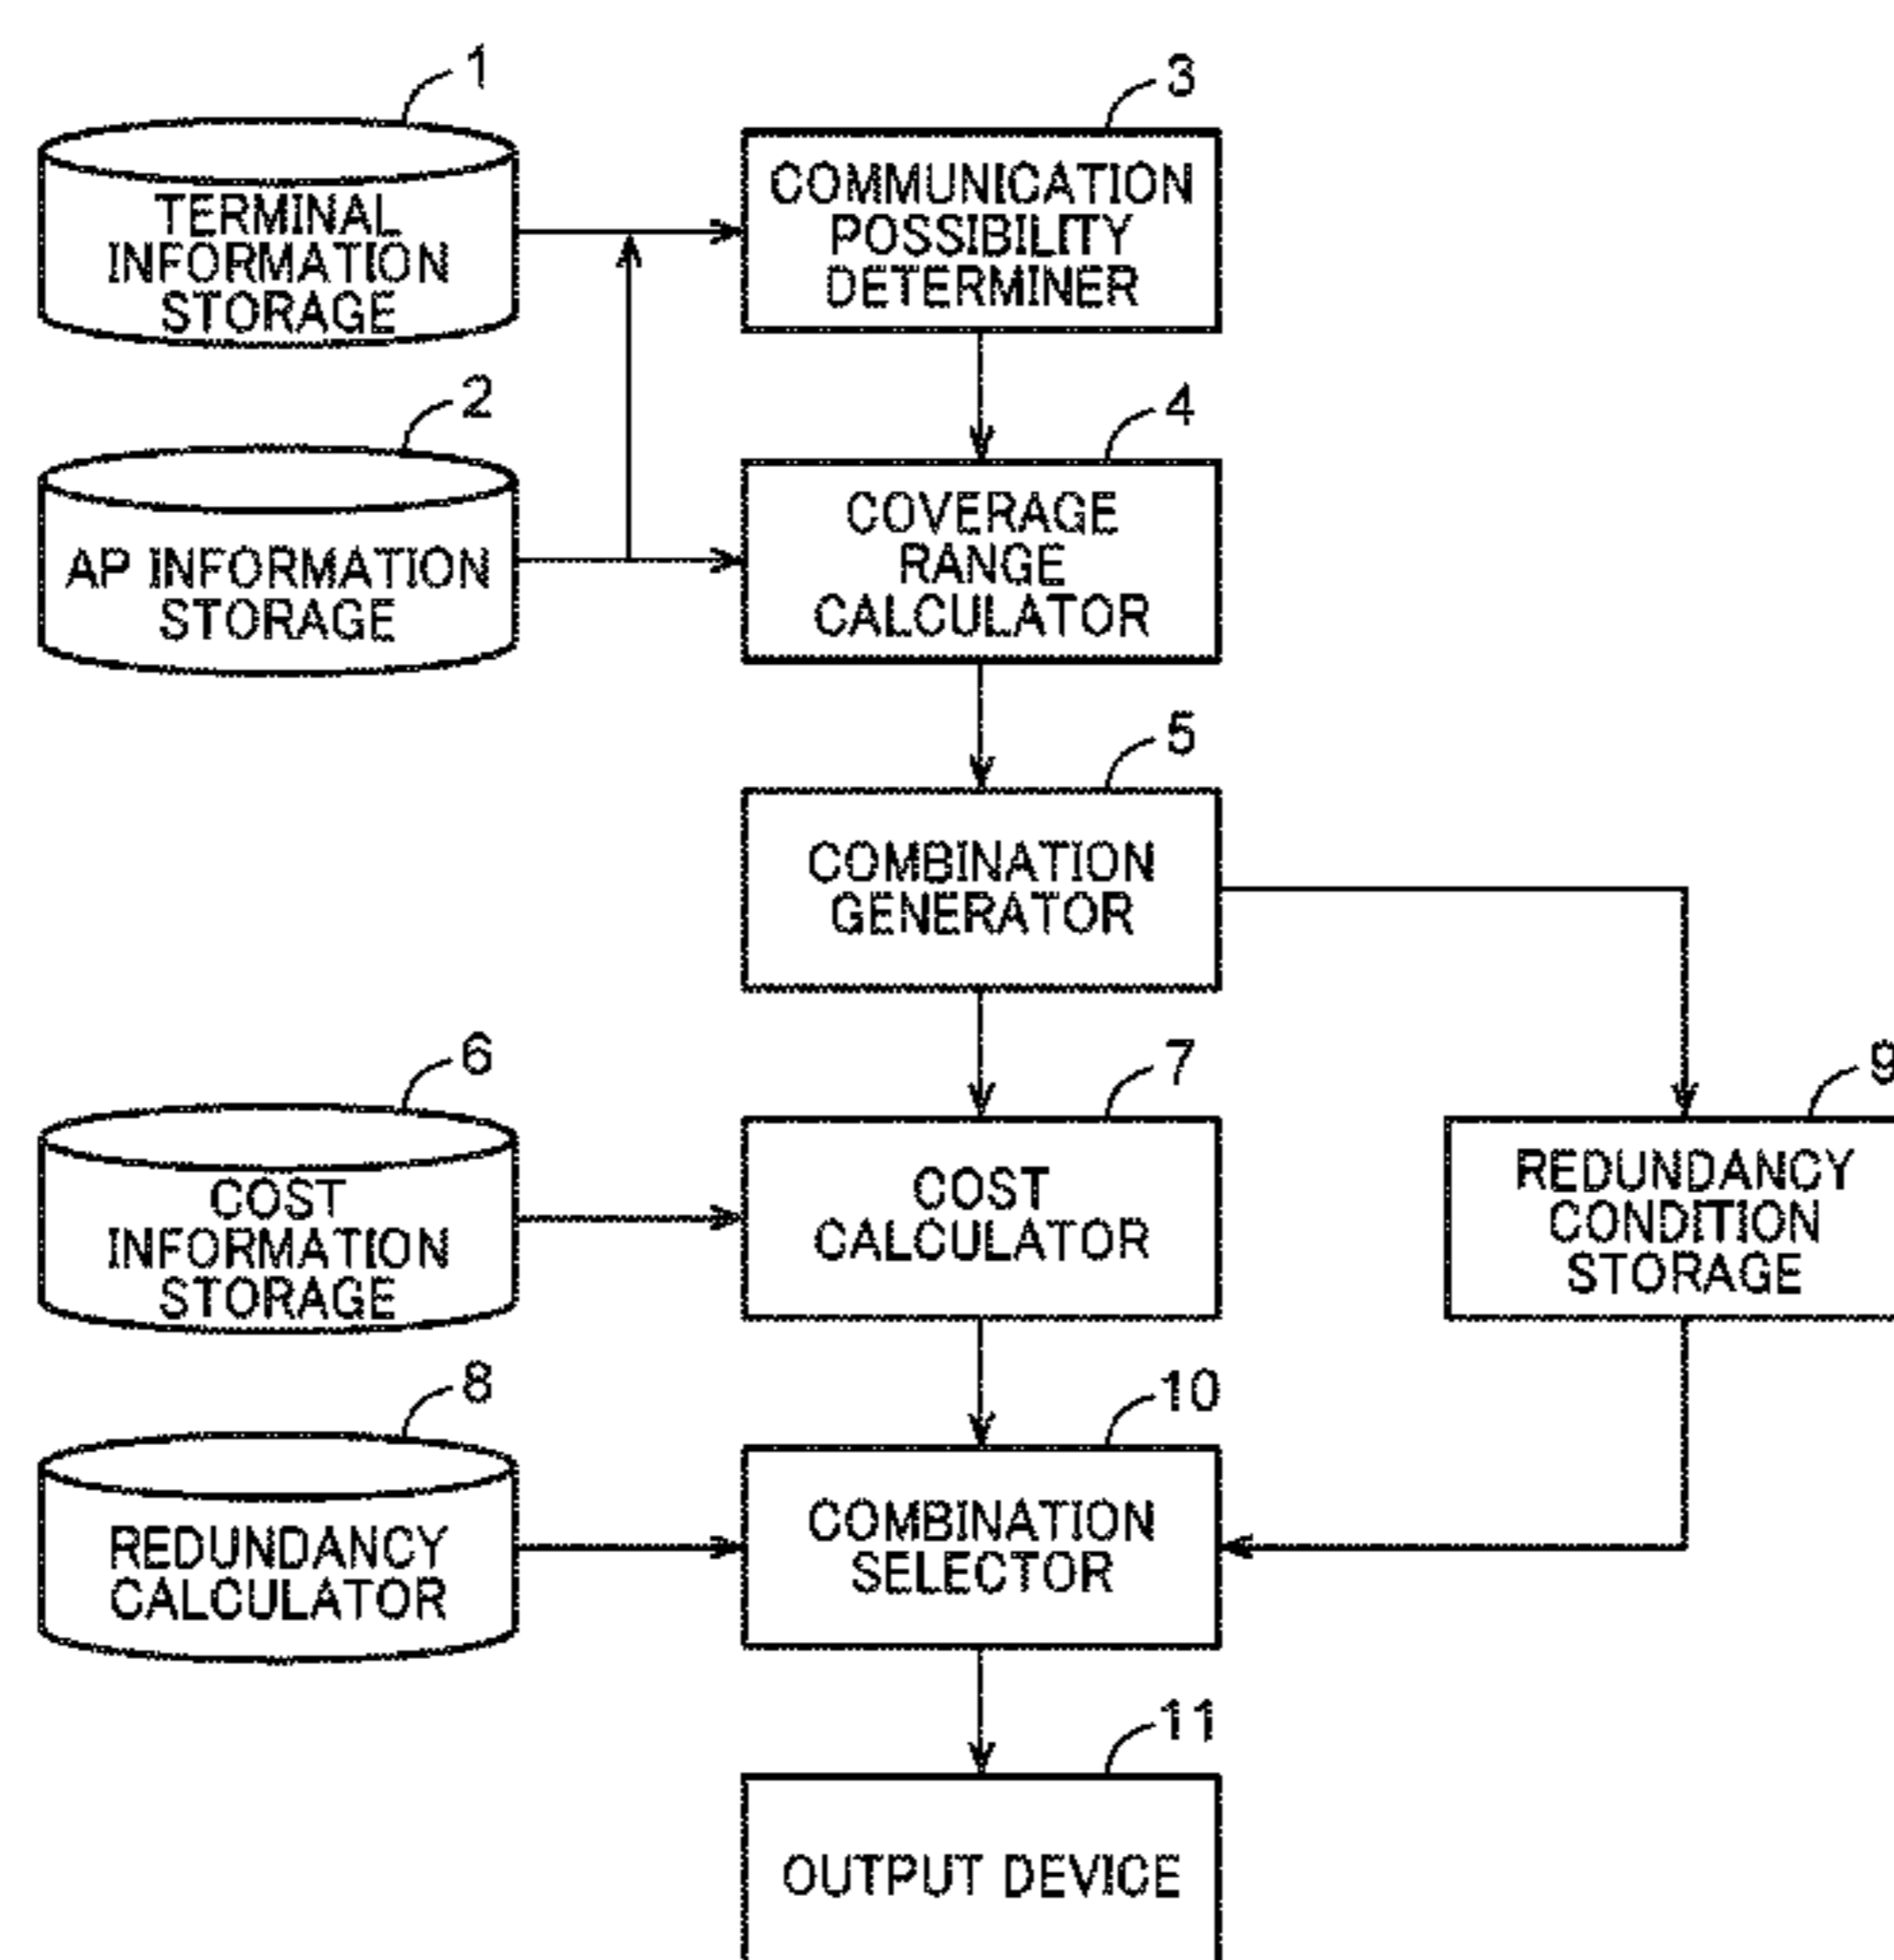 1
TERMINAL
INFORMATION
STORAGE
3
COMMUNICATION
POSSIBILITY
DETERMINER
2
AP INFORMATION
STORAGE
4
COVERAGE
RANGE
CALCULATOR
5
COMBINATION
GENERATOR
6
COST
INFORMATION
STORAGE
7
COST
CALCULATOR
9
REDUNDANCY
CONDITION
STORAGE
8
REDUNDANCY
CALCULATOR
10
COMBINATION
SELECTOR
11
OUTPUT DEVICE